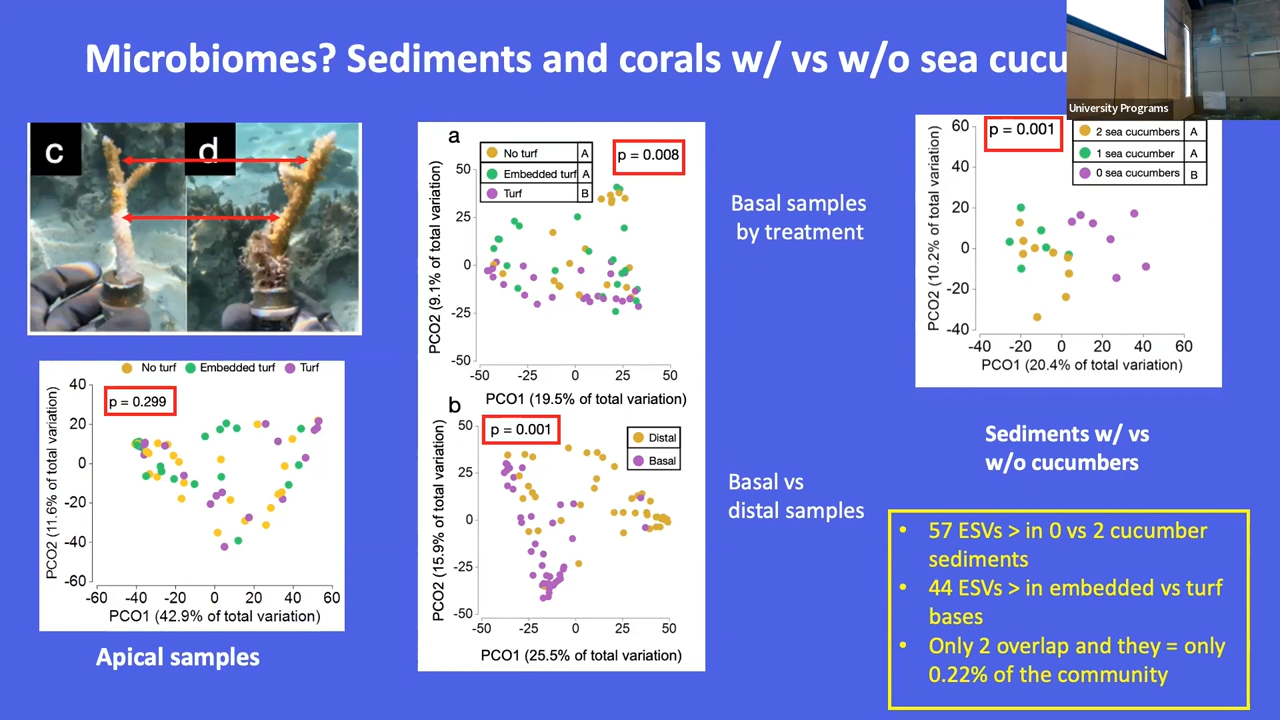 Microbiomes? Sediments and corals w/ vs w/o sea cucu
University Programs
c
d
a
No turf A
Embedded turf A
Turf B
p = 0.008
PCO2 (9.1% of total variation)
50
25
0
-25
-50
-50 -25 0 25 50
PCO1 (19.5% of total variation)
Basal samples
by treatment
p = 0.001
2 sea cucumbers A
1 sea cucumber A
0 sea cucumbers B
PCO2 (10.2% of total variation)
60
40
20
0
-20
-40
-40 -20 0 20 40 60
PCO1 (20.4% of total variation)
No turf Embedded turf Turf
p = 0.299
PCO2 (11.6% of total variation)
40
20
0
-20
-40
-60
-60 -40 -20 0 20 40 60
PCO1 (42.9% of total variation)
Apical samples
b
p = 0.001
Distal
Basal
PCO2 (15.9% of total variation)
50
25
0
-25
-50
-50 -25 0 25 50
PCO1 (25.5% of total variation)
Basal vs
distal samples
Sediments w/ vs
w/o cucumbers
• 57 ESVs > in 0 vs 2 cucumber
sediments
• 44 ESVs > in embedded vs turf
bases
• Only 2 overlap and they = only
0.22% of the community